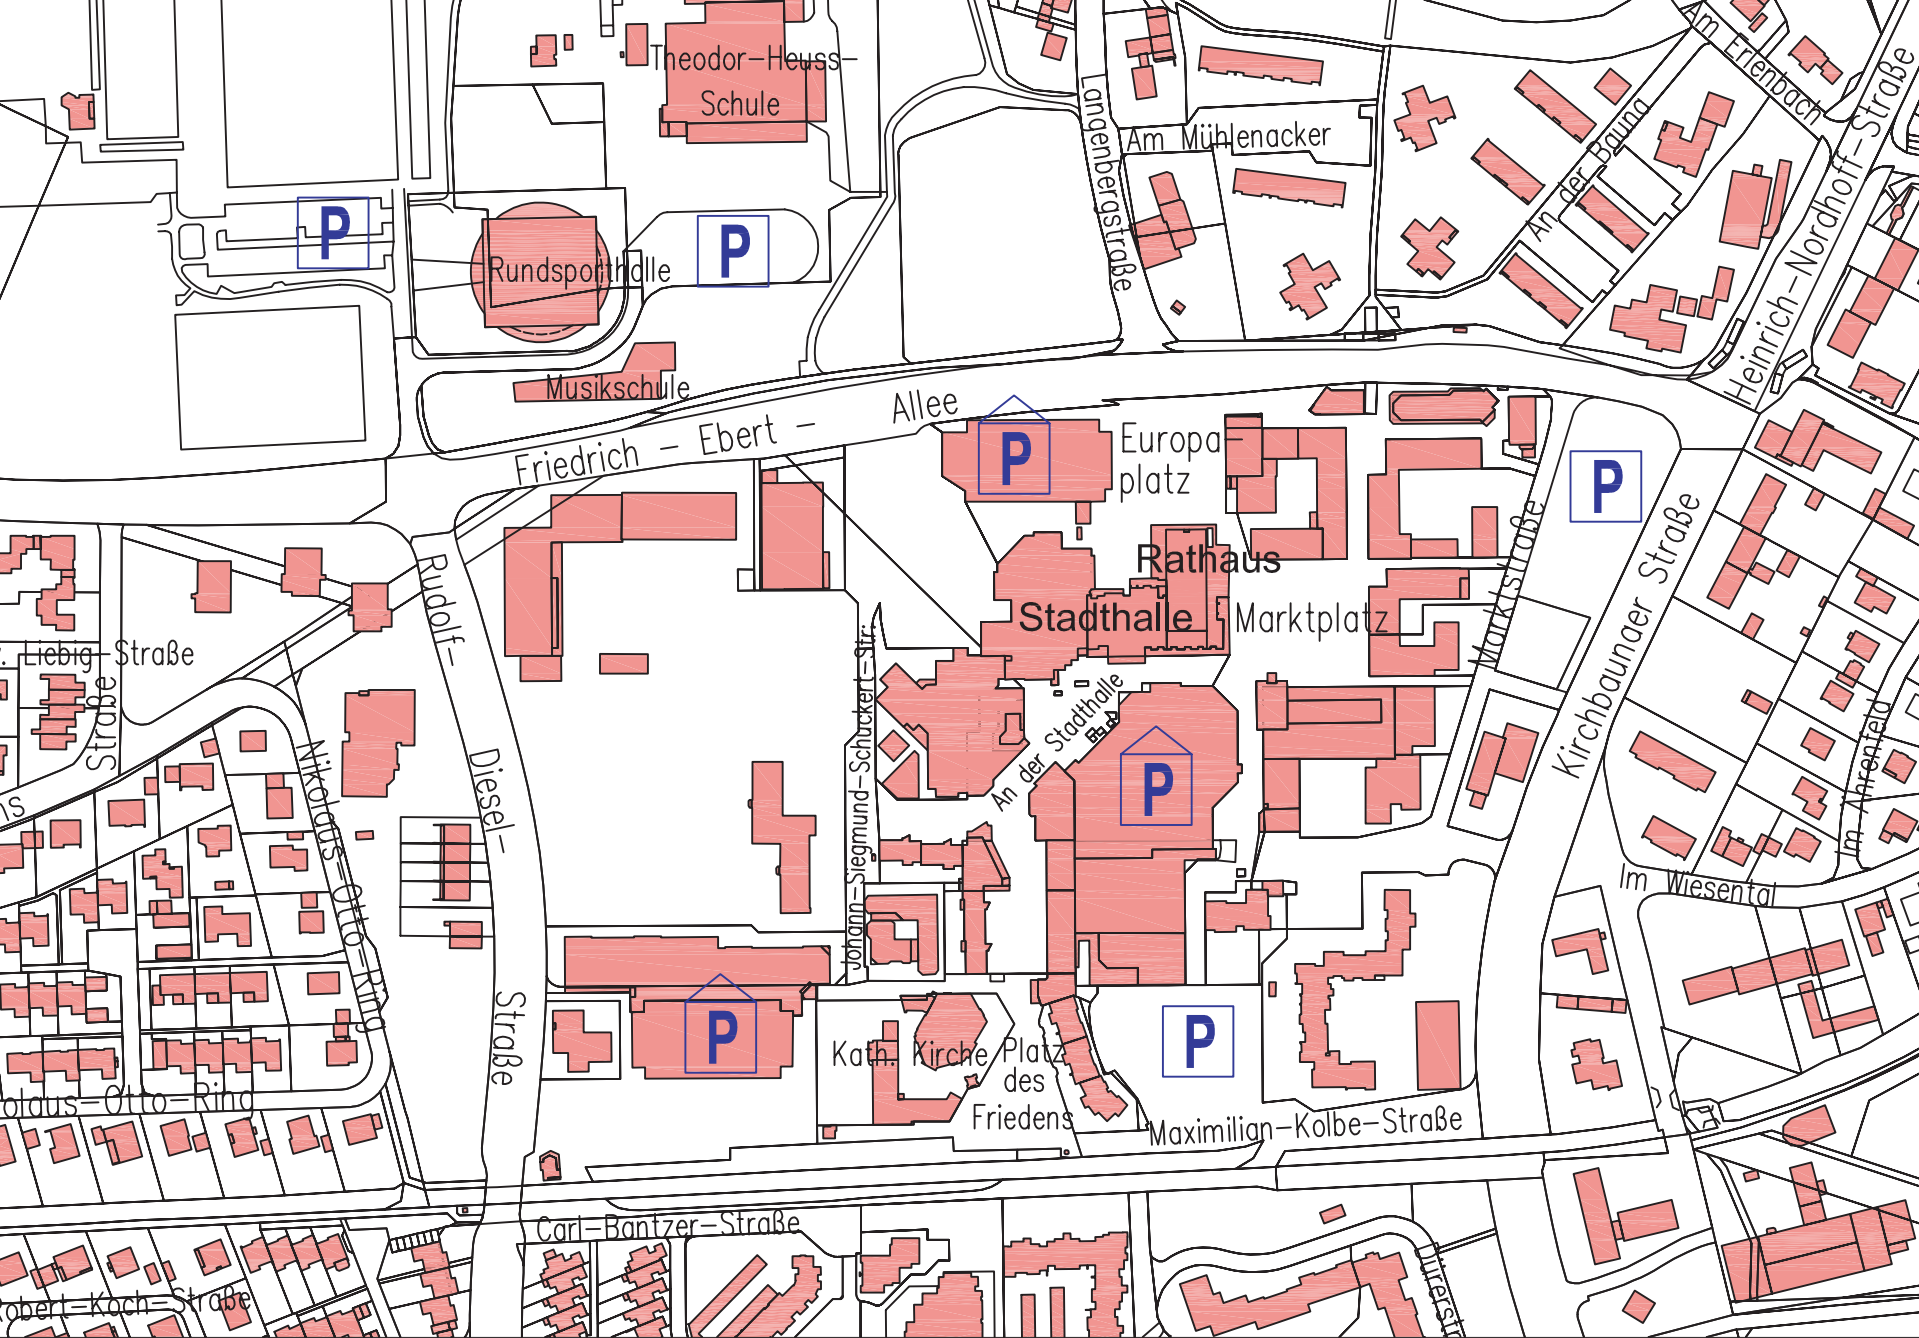 Theodor-Heuss-
Schule
Am Erlenbach
Heinrich-Nordhoff-Straße
Langenbergstraße
Am Mühlenacker
An der Bauna
P
P
Rundsporthalle
Musikschule
Friedrich - Ebert - Allee
P
Europa-
platz
P
Rathaus
Stadthalle
Marktplatz
Marktstraße
Kirchbaunaer Straße
Rudolf-
Diesel-
Straße
Liebig-Straße
Straße
Nikolaus-Otto-Ring
Johann-Siegmund-Schuckert-Str.
An der Stadthalle
P
Im Ahrenfeld
Im Wiesental
P
P
Kath. Kirche
Platz
des
Friedens
Maximilian-Kolbe-Straße
olaus-Otto-Ring
Carl-Bantzer-Straße
Robert-Koch-Straße
Dürerstr